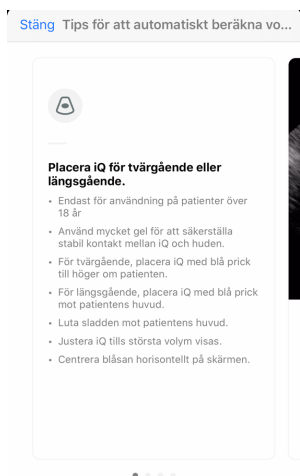 Stäng Tips för att automatiskt beräkna vo...
Placera iQ för tvärgående eller
längsgående.
• Endast för användning på patienter över
18 år
• Använd mycket gel för att säkerställa
stabil kontakt mellan iQ och huden.
• För tvärgående, placera iQ med blå prick
till höger om patienten.
• För längsgående, placera iQ med blå prick
mot patientens huvud.
• Luta sladden mot patientens huvud.
• Justera iQ tills största volym visas.
• Centrera blåsan horisontellt på skärmen.